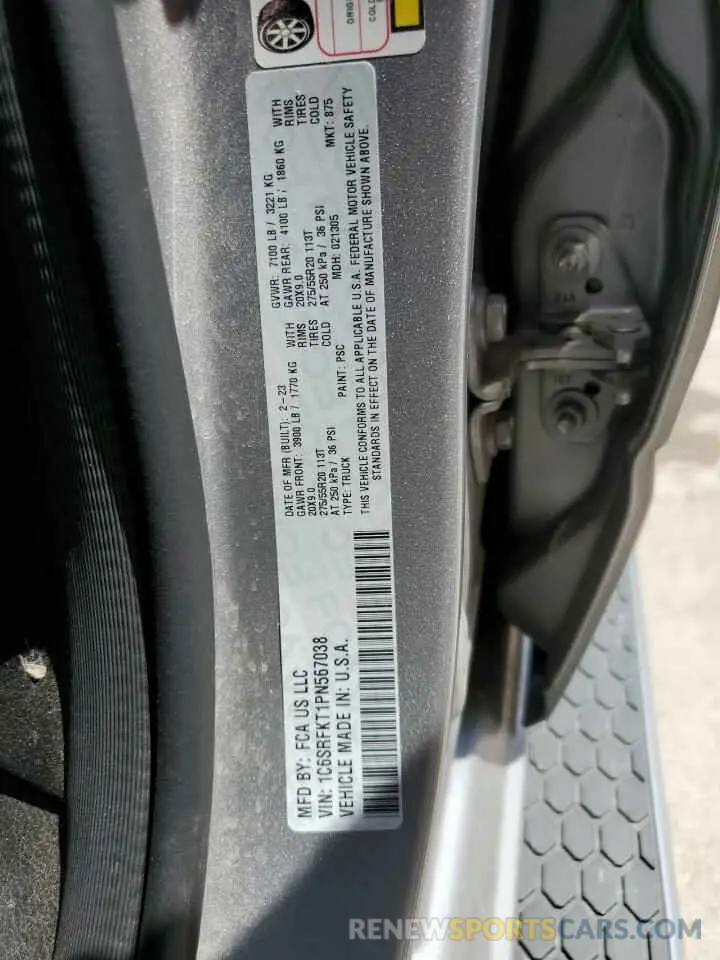 ORIGI
COLD
MFD BY: FCA US LLC
VIN: 1C6SRFKT1PN567038
VEHICLE MADE IN: U.S.A.
DATE OF MFR (BUILT): 2-23
GAWR FRONT: 3900 LB / 1770 KG WITH
20X9.0 RIMS
275/55R20 113T TIRES
AT 250 kPa / 36 PSI COLD
TYPE: TRUCK PAINT: PSC
GVWR: 7100 LB / 3221 KG
GAWR REAR: 4100 LB / 1860 KG WITH
20X9.0 RIMS
275/55R20 113T TIRES
AT 250 kPa / 36 PSI COLD
MDH: 021305 MKT: 875
THIS VEHICLE CONFORMS TO ALL APPLICABLE U.S.A. FEDERAL MOTOR VEHICLE SAFETY
STANDARDS IN EFFECT ON THE DATE OF MANUFACTURE SHOWN ABOVE.
RENEWSPORTSCARS.COM